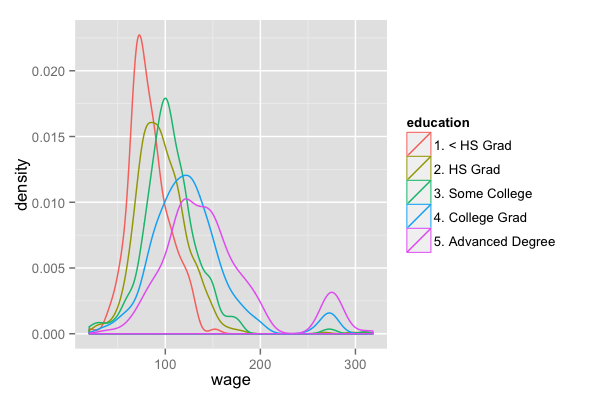 0.020
0.015
0.010
0.005
0.000
density
100 200 300
wage
education
1. < HS Grad
2. HS Grad
3. Some College
4. College Grad
5. Advanced Degree